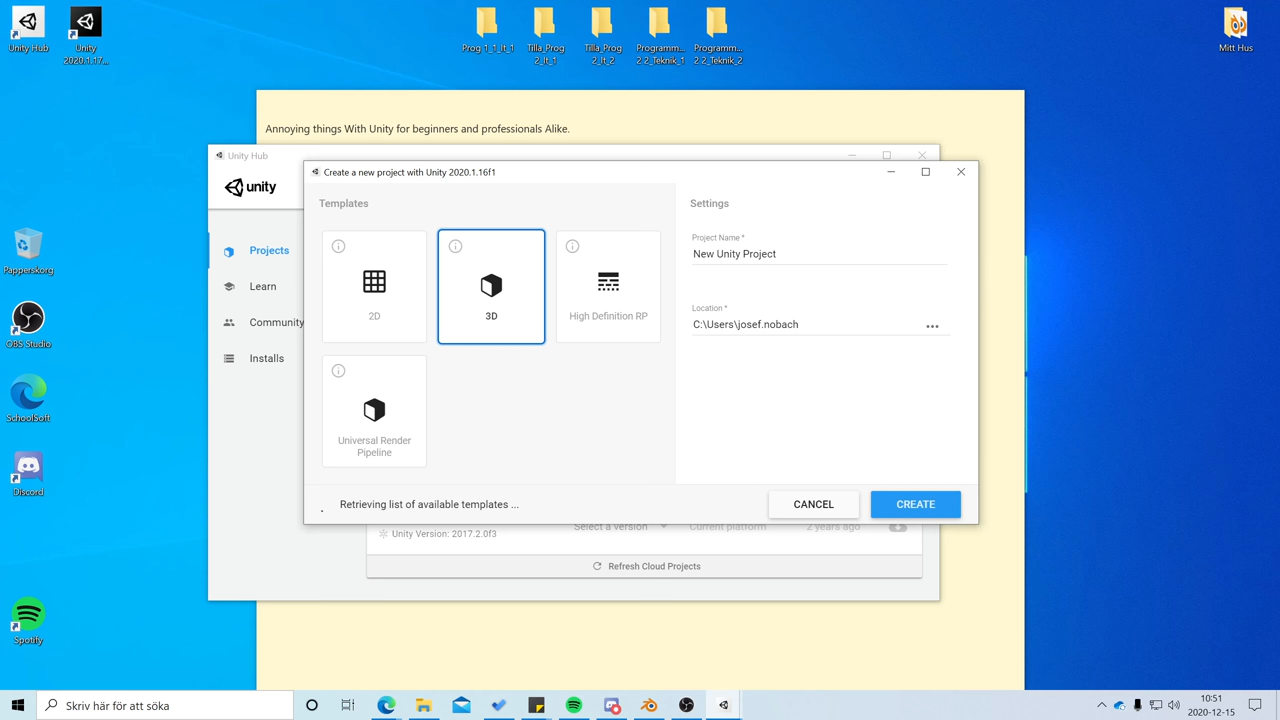 Unity Hub
Unity
2020.1.17...
Prog 1_1_It_1
Tilla_Prog
2_It_1
Tilla_Prog
2_It_2
Programm...
2 2_Teknik_1
Programm...
2 2_Teknik_2
Mitt Hus
Annoying things With Unity for beginners and professionals Alike.
Unity Hub
unity
Create a new project with Unity 2020.1.16f1
Templates
Settings
2D
3D
High Definition RP
Universal Render
Pipeline
Project Name *
New Unity Project
Location *
C:\Users\josef.nobach
...
Projects
Learn
Community
Installs
Retrieving list of available templates ...
CANCEL
CREATE
Unity Version: 2017.2.0f3
Select a version
Current platform
2 years ago
Refresh Cloud Projects
Papperskorg
OBS Studio
SchoolSoft
Discord
Spotify
Skriv här för att söka
10:51
2020-12-15